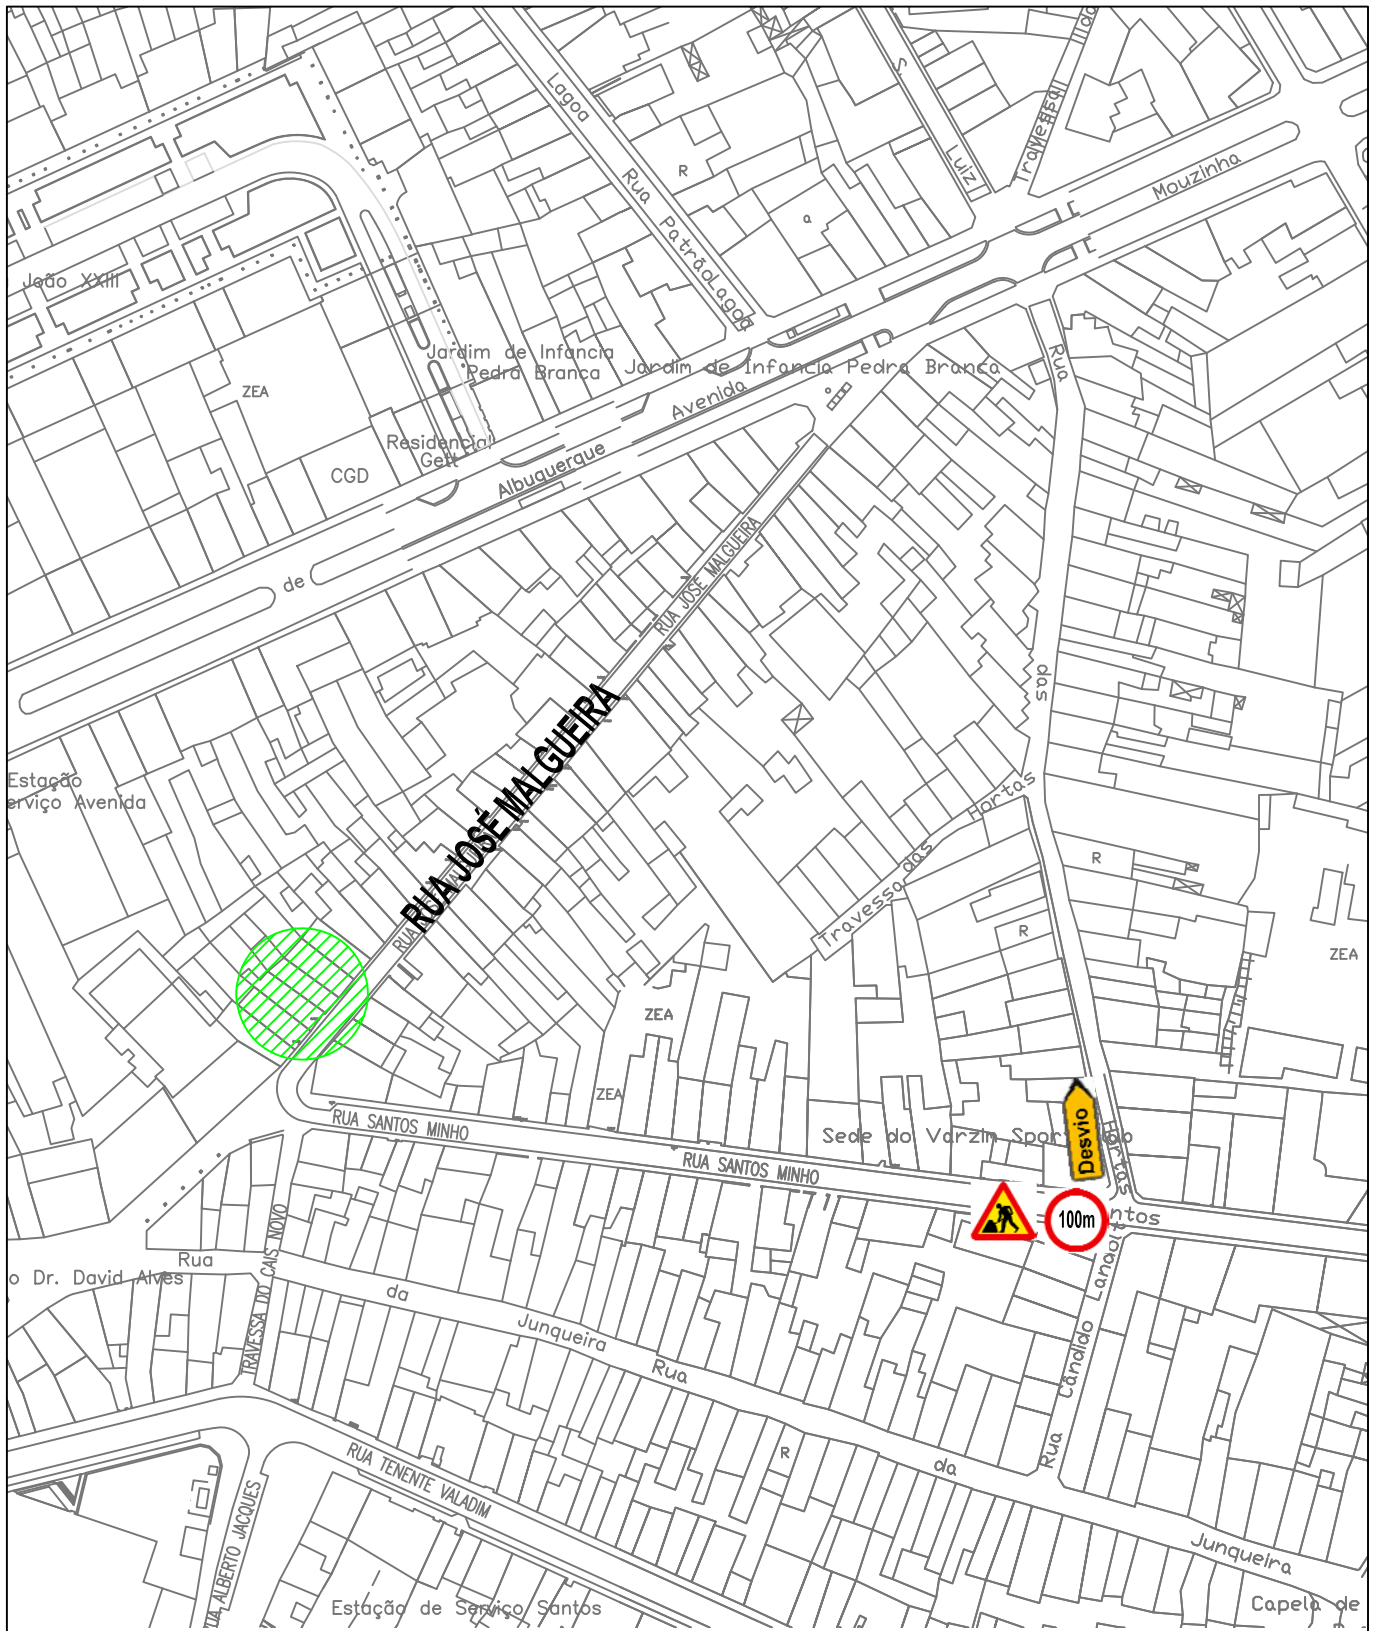 Lagoa
S.
Luiz
Travessa
Mouzinha
R
Rua
PatrãoLagoa
a
João XXIII
Jardim de Infancia
Pedra Branca
Jardim de Infancia Pedra Branca
Rua
ZEA
Avenida
Residencial
Gett
CGD
Albuquerque
de
RUA JOSÉ MALGUEIRA
RUA JOSÉ MALGUEIRA
das
Estação
erviço Avenida
Hortas
Travessa das
R
R
ZEA
ZEA
ZEA
RUA SANTOS MINHO
RUA SANTOS MINHO
Sede do Varzim Spor
Desvio
Hortas
100m
ntos
Rua
o Dr. David Alves
TRAVESSA DO CAIS NOVO
da
Junqueira
Rua
Rua Cândido Landolt
R
da
RUA TENENTE VALADIM
RUA ALBERTO JACQUES
Junqueira
Estação de Serviço Santos
Capela de